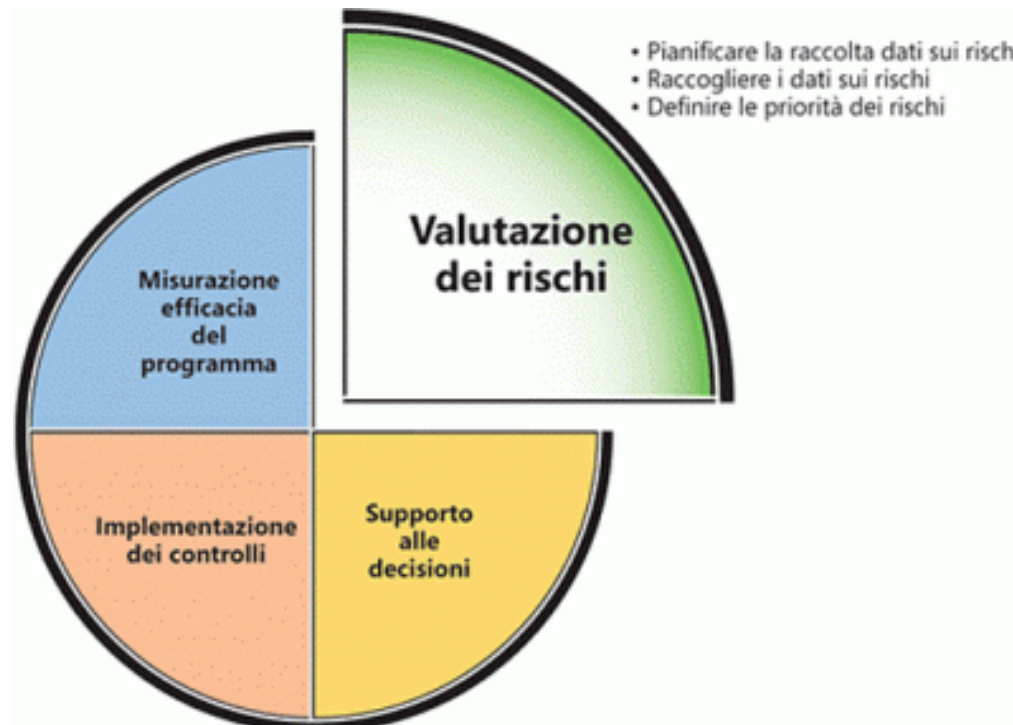 • Pianificare la raccolta dati sui risch
• Raccogliere i dati sui rischi
• Definire le priorità dei rischi
Valutazione
dei rischi
Misurazione
efficacia
del
programma
Implementazione
dei controlli
Supporto
alle
decisioni